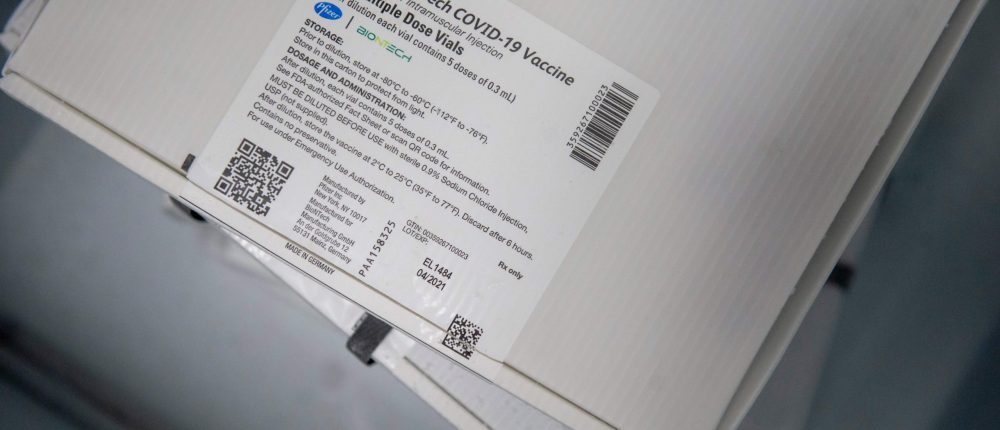 ech COVID-19 Vaccine
Intramuscular Injection
ltiple Dose Vials
dilution each vial contains 5 doses of 0.3 mL)
Pfizer
BIONTECH
STORAGE:
Prior to dilution, store at -80°C to -60°C (-112°F to -76°F).
Store in this carton to protect from light.
DOSAGE AND ADMINISTRATION:
After dilution, each vial contains 5 doses of 0.3 mL.
See FDA-authorized Fact Sheet or scan QR code for information.
MUST BE DILUTED BEFORE USE with sterile 0.9% Sodium Chloride Injection,
USP (not supplied).
After dilution, store the vaccine at 2°C to 25°C (35°F to 77°F). Discard after 6 hours.
Contains no preservative.
For use under Emergency Use Authorization.
359267100023
Manufactured by
Pfizer Inc
New York, NY 10017
Manufactured for
BioNTech
Manufacturing GmbH
An der Goldgrube 12
55131 Mainz, Germany
MADE IN GERMANY
PAA158325
GTIN: 00359267100023
LOT/EXP:
EL1484
04/2021
Rx only